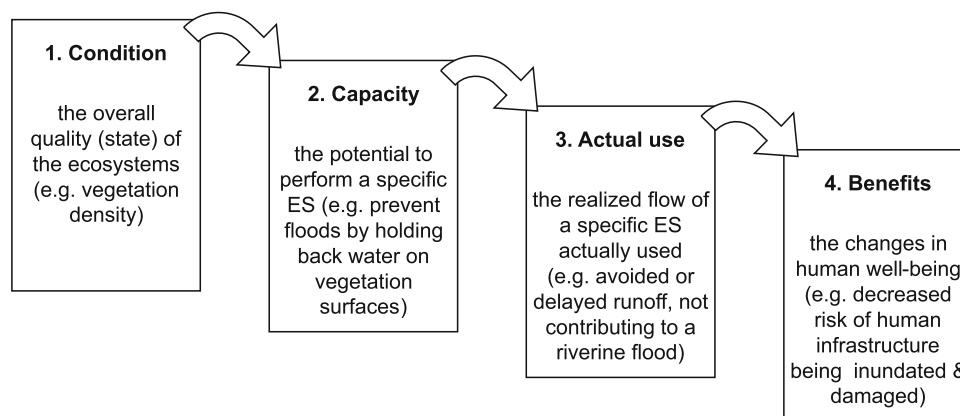 1. Condition
the overall
quality (state) of
the ecosystems
(e.g. vegetation
density)
2. Capacity
the potential to
perform a specific
ES (e.g. prevent
floods by holding
back water on
vegetation
surfaces)
3. Actual use
the realized flow of
a specific ES
actually used
(e.g. avoided or
delayed runoff, not
contributing to a
riverine flood)
4. Benefits
the changes in
human well-being
(e.g. decreased
risk of human
infrastructure
being inundated &
damaged)